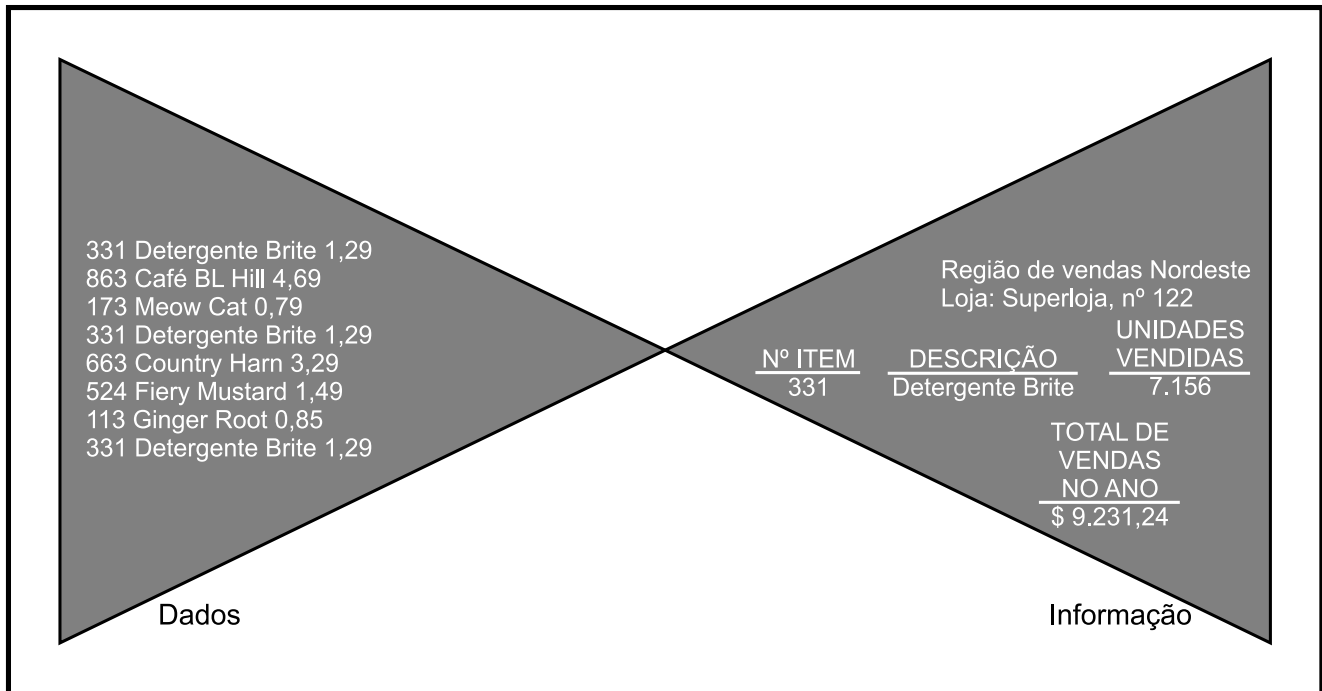 331 Detergente Brite 1,29
863 Café BL Hill 4,69
173 Meow Cat 0,79
331 Detergente Brite 1,29
663 Country Harn 3,29
524 Fiery Mustard 1,49
113 Ginger Root 0,85
331 Detergente Brite 1,29
Dados
Região de vendas Nordeste
Loja: Superloja, nº 122
Nº ITEM
331
DESCRIÇÃO
Detergente Brite
UNIDADES
VENDIDAS
7.156
TOTAL DE
VENDAS
NO ANO
$ 9.231,24
Informação